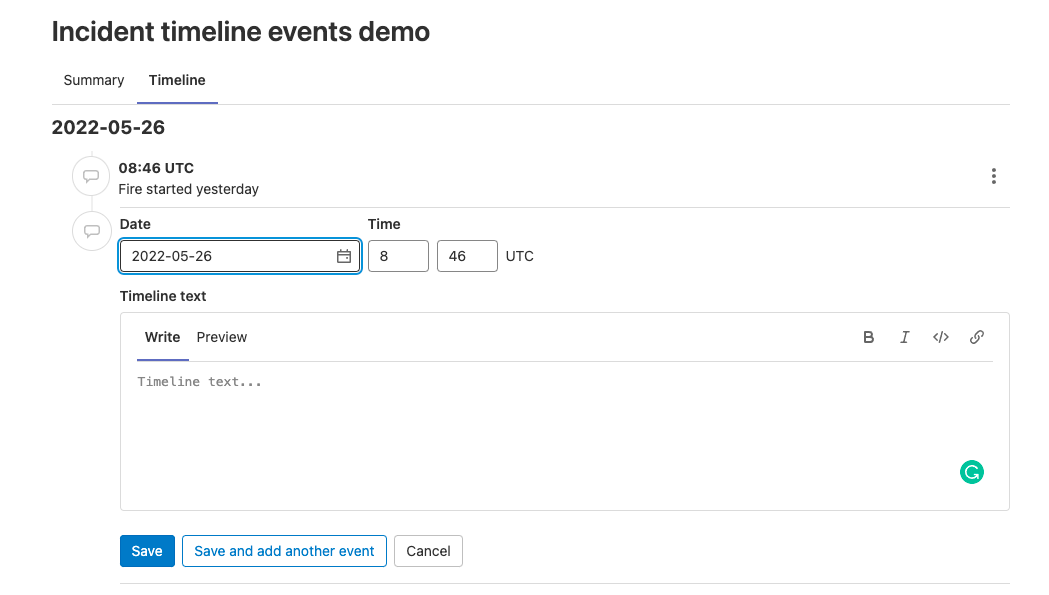 Incident timeline events demo
Summary Timeline
2022-05-26
08:46 UTC
Fire started yesterday
Date Time
2022-05-26 8 46 UTC
Timeline text
Write Preview B I </>
Timeline text...
G
Save Save and add another event Cancel